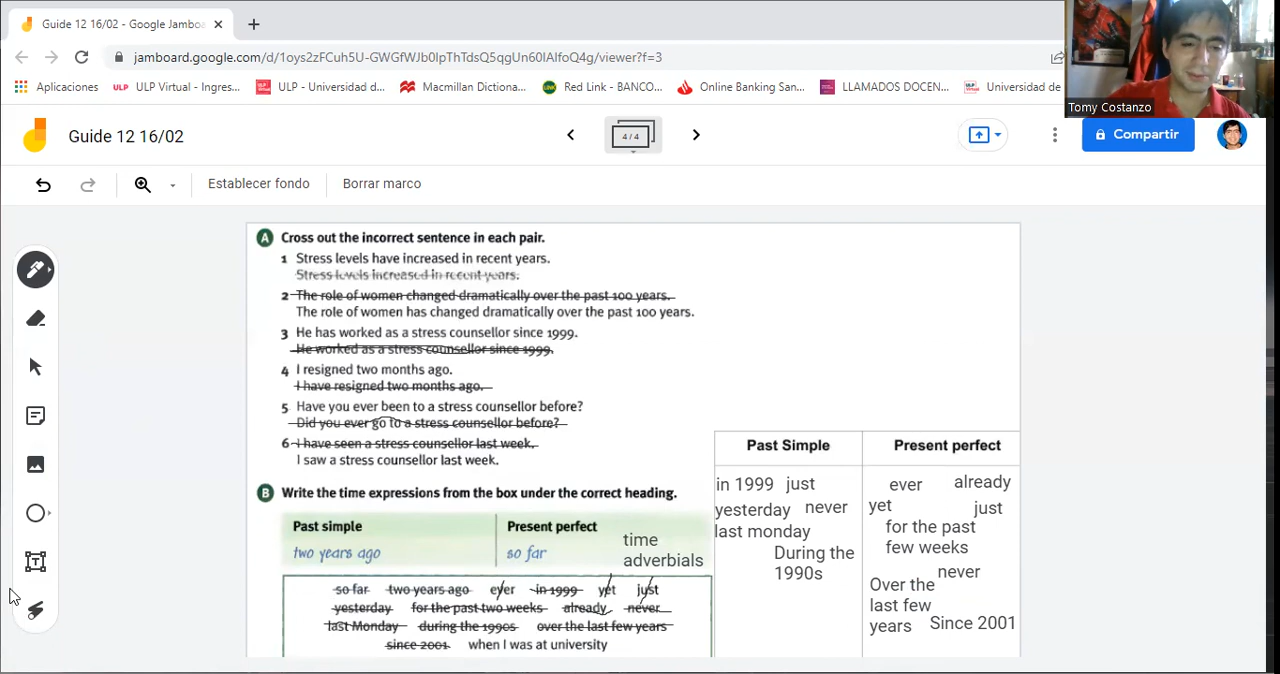 Guide 12 16/02 - Google Jambo
jamboard.google.com/d/1oys2zFCuh5U-GWGfWJb0IpThTdsQ5qgUn60IAIfoQ4g/viewer?f=3
Aplicaciones ULP ULP Virtual - Ingres... ULP - Universidad d... Macmillan Dictiona... LINK Red Link - BANCO... Online Banking San... LLAMADOS DOCEN... Universidad de
Tomy Costanzo
Guide 12 16/02
4 / 4
Compartir
Establecer fondo Borrar marco
A Cross out the incorrect sentence in each pair.
1 Stress levels have increased in recent years.
Stress levels increased in recent years.
2 The role of women changed dramatically over the past 100 years.
The role of women has changed dramatically over the past 100 years.
3 He has worked as a stress counsellor since 1999.
He worked as a stress counsellor since 1999.
4 I resigned two months ago.
I have resigned two months ago.
5 Have you ever been to a stress counsellor before?
Did you ever go to a stress counsellor before?
6 I have seen a stress counsellor last week.
I saw a stress counsellor last week.
B Write the time expressions from the box under the correct heading.
Past simple Present perfect
two years ago so far
time
adverbials
so far two years ago ever in 1999 yet just
yesterday for the past two weeks already never
last Monday during the 1990s over the last few years
since 2001 when I was at university
Past Simple
in 1999 just
yesterday never
last monday
During the
1990s
Present perfect
ever already
yet just
for the past
few weeks
never
Over the
last few
years Since 2001